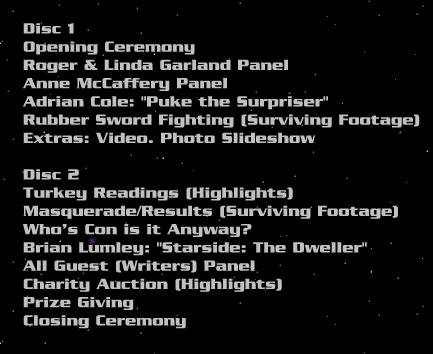 Disc 1
Opening Ceremony
Roger & Linda Garland Panel
Anne McCaffery Panel
Adrian Cole: "Puke the Surpriser"
Rubber Sword Fighting (Surviving Footage)
Extras: Video. Photo Slideshow
Disc 2
Turkey Readings (Highlights)
Masquerade/Results (Surviving Footage)
Who's Con is it Anyway?
Brian Lumley: "Starside: The Dweller"
All Guest (Writers) Panel
Charity Auction (Highlights)
Prize Giving
Closing Ceremony